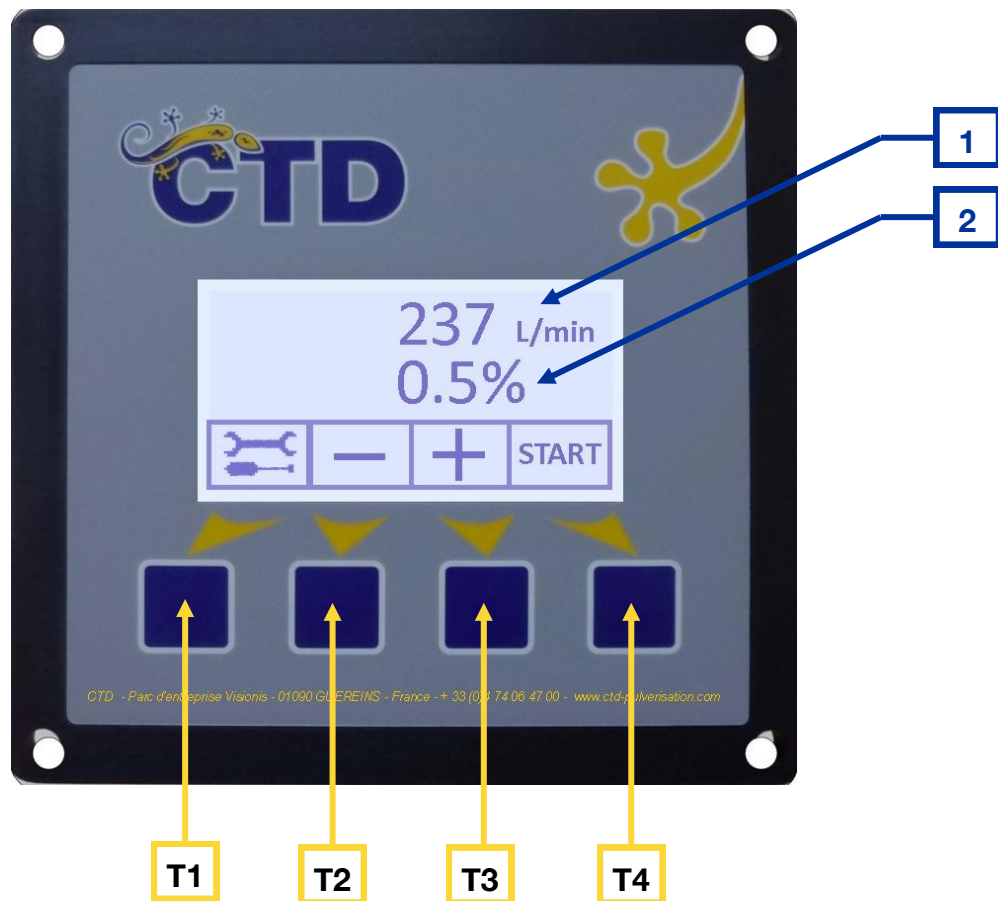 CTD
1
2
237 L/min
0.5%
— + START
CTD - Parc d'entreprise Visionis - 01090 GUEREINS - France - + 33 (0)4 74 06 47 00 - www.ctd-pulverisation.com
T1 T2 T3 T4